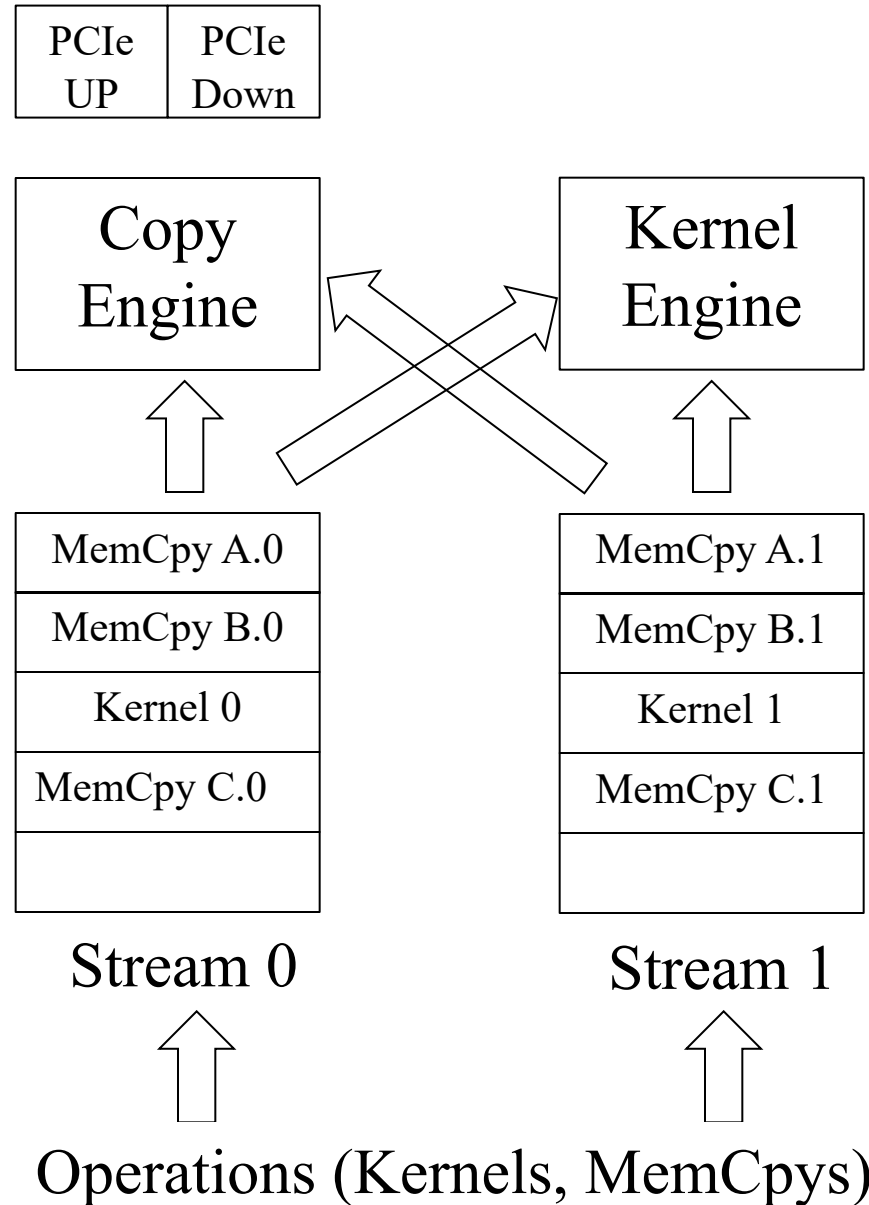 PCIe
UP
PCIe
Down
Copy
Engine
Kernel
Engine
MemCpy A.0
MemCpy B.0
Kernel 0
MemCpy C.0
Stream 0
MemCpy A.1
MemCpy B.1
Kernel 1
MemCpy C.1
Stream 1
Operations (Kernels, MemCpys)